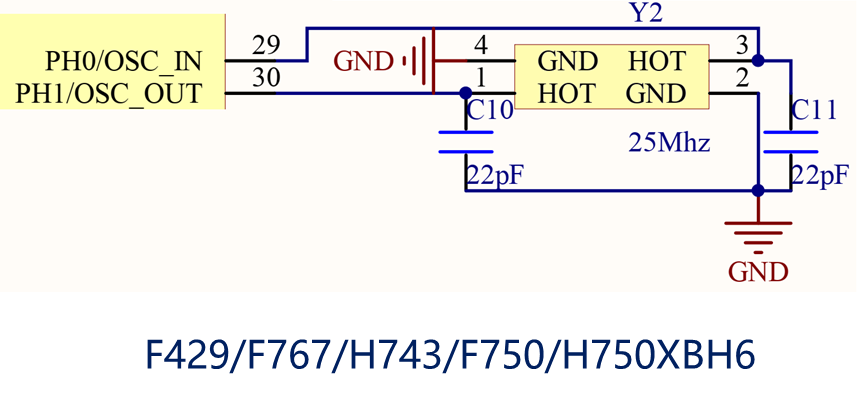 Y2
PH0/OSC_IN 29 GND 4 GND HOT 3
PH1/OSC_OUT 30 1 HOT GND 2
C10 C11
25Mhz
22pF 22pF
GND
F429/F767/H743/F750/H750XBH6